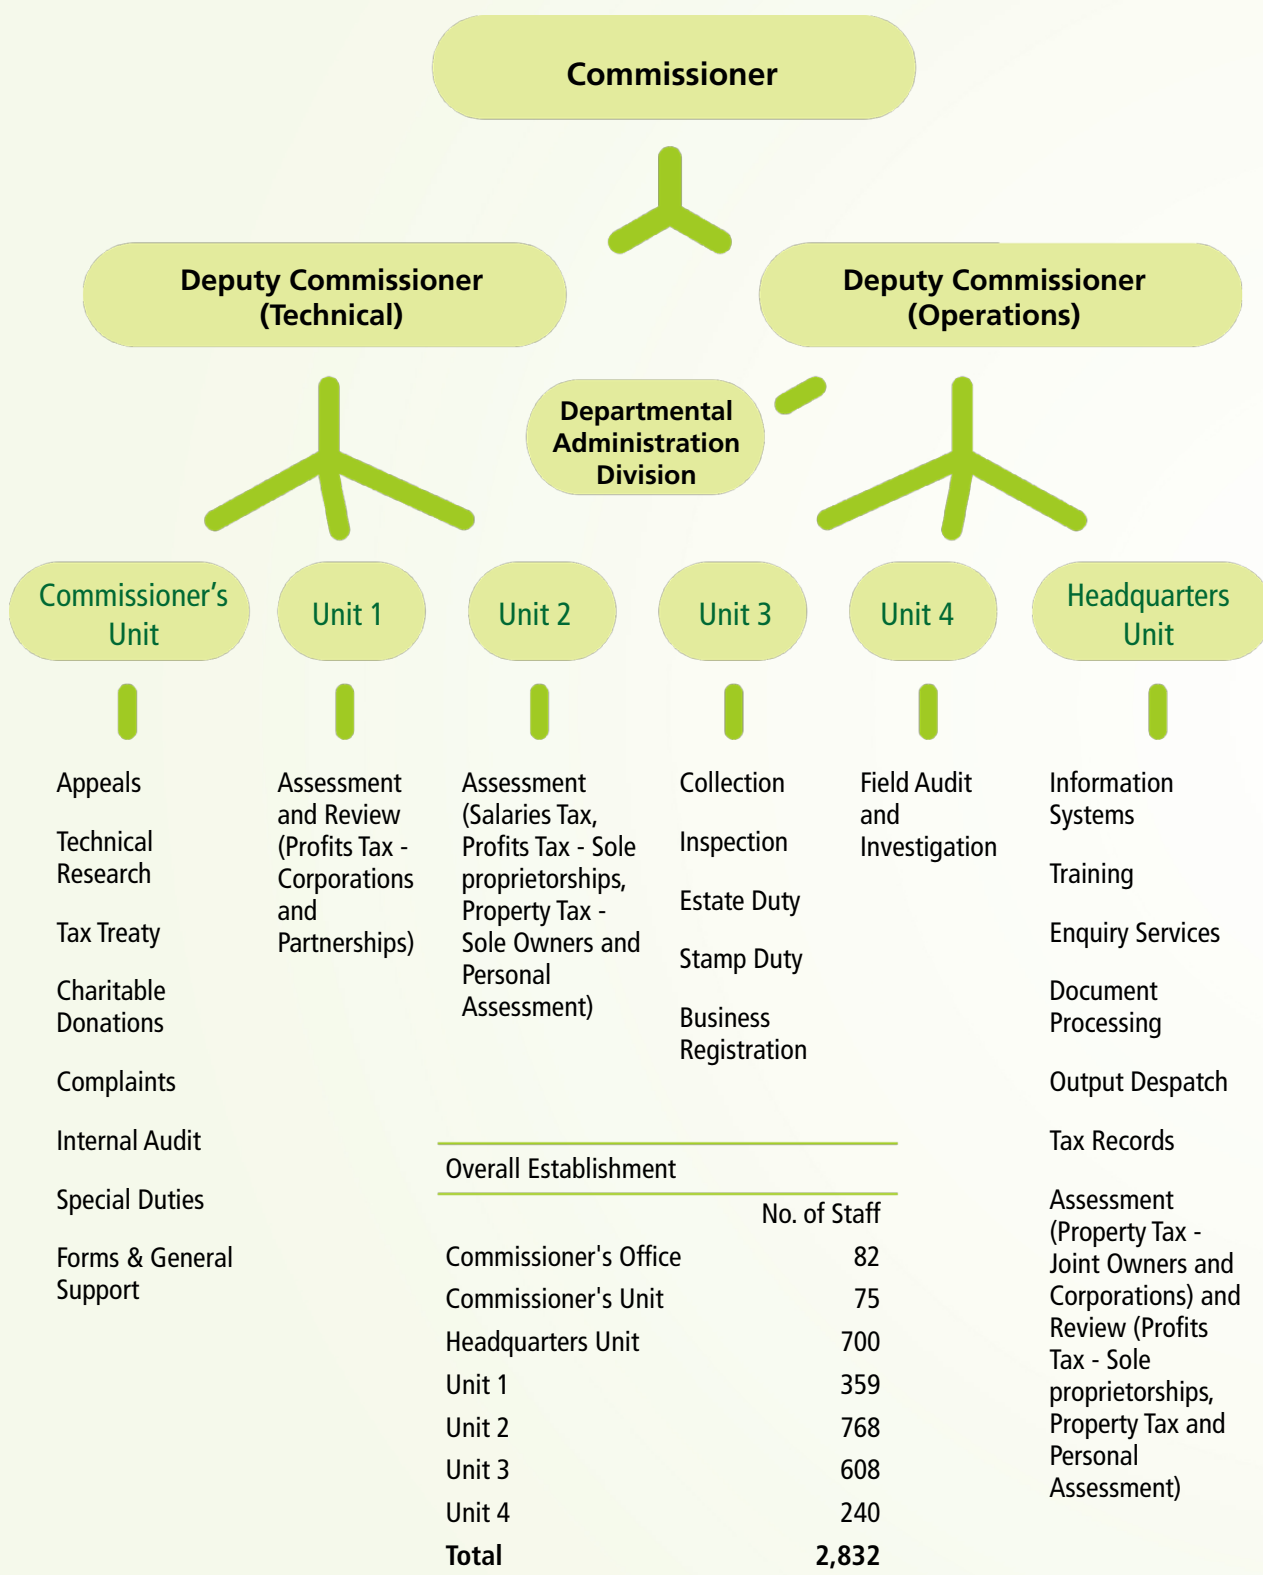 Commissioner
Deputy Commissioner
(Technical)
Deputy Commissioner
(Operations)
Departmental
Administration
Division
Commissioner's
Unit
Unit 1
Unit 2
Unit 3
Unit 4
Headquarters
Unit
Appeals
Technical
Research
Tax Treaty
Charitable
Donations
Complaints
Internal Audit
Special Duties
Forms & General
Support
Assessment
and Review
(Profits Tax -
Corporations
and
Partnerships)
Assessment
(Salaries Tax,
Profits Tax - Sole
proprietorships,
Property Tax -
Sole Owners and
Personal
Assessment)
Collection
Inspection
Estate Duty
Stamp Duty
Business
Registration
Field Audit
and
Investigation
Information
Systems
Training
Enquiry Services
Document
Processing
Output Despatch
Tax Records
Assessment
(Property Tax -
Joint Owners and
Corporations) and
Review (Profits
Tax - Sole
proprietorships,
Property Tax and
Personal
Assessment)
Overall Establishment
No. of Staff
Commissioner's Office 82
Commissioner's Unit 75
Headquarters Unit 700
Unit 1 359
Unit 2 768
Unit 3 608
Unit 4 240
Total 2,832